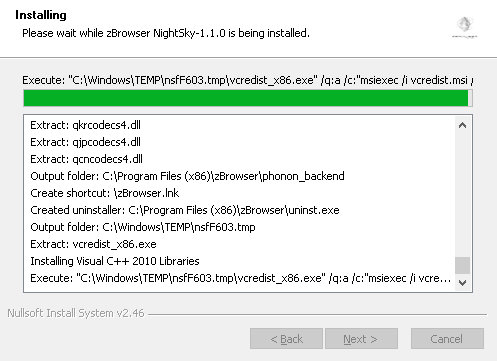 Installing
Please wait while zBrowser NightSky-1.1.0 is being installed.
Execute: "C:\Windows\TEMP\nsfF603.tmp\vcredist_x86.exe" /q:a /c:"msiexec /i vcredist.msi /
Extract: qkrcodecs4.dll
Extract: qjpcodecs4.dll
Extract: qcncodecs4.dll
Output folder: C:\Program Files (x86)\zBrowser\phonon_backend
Create shortcut: \zBrowser.lnk
Created uninstaller: C:\Program Files (x86)\zBrowser\uninst.exe
Output folder: C:\Windows\TEMP\nsfF603.tmp
Extract: vcredist_x86.exe
Installing Visual C++ 2010 Libraries
Execute: "C:\Windows\TEMP\nsfF603.tmp\vcredist_x86.exe" /q:a /c:"msiexec /i vcre...
Nullsoft Install System v2.46
< Back
Next >
Cancel